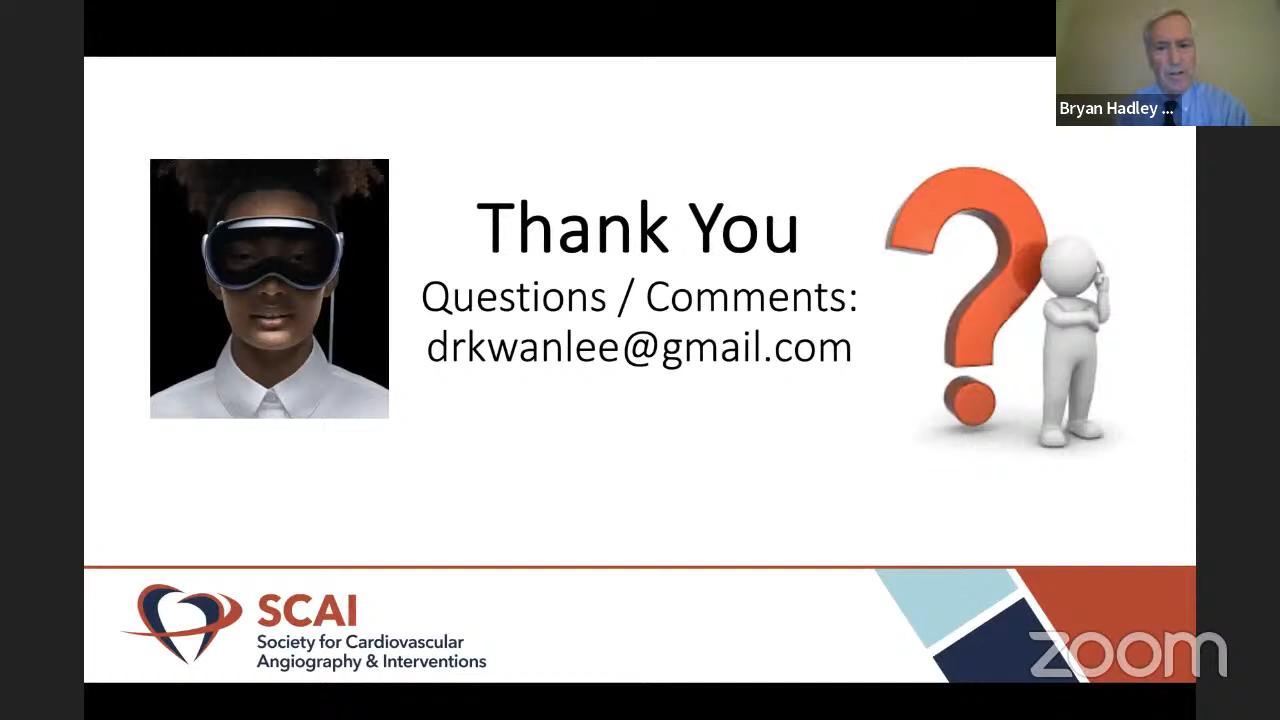 Bryan Hadley ...
Thank You
Questions / Comments:
drkwanlee@gmail.com
SCAI
Society for Cardiovascular
Angiography & Interventions
zoom